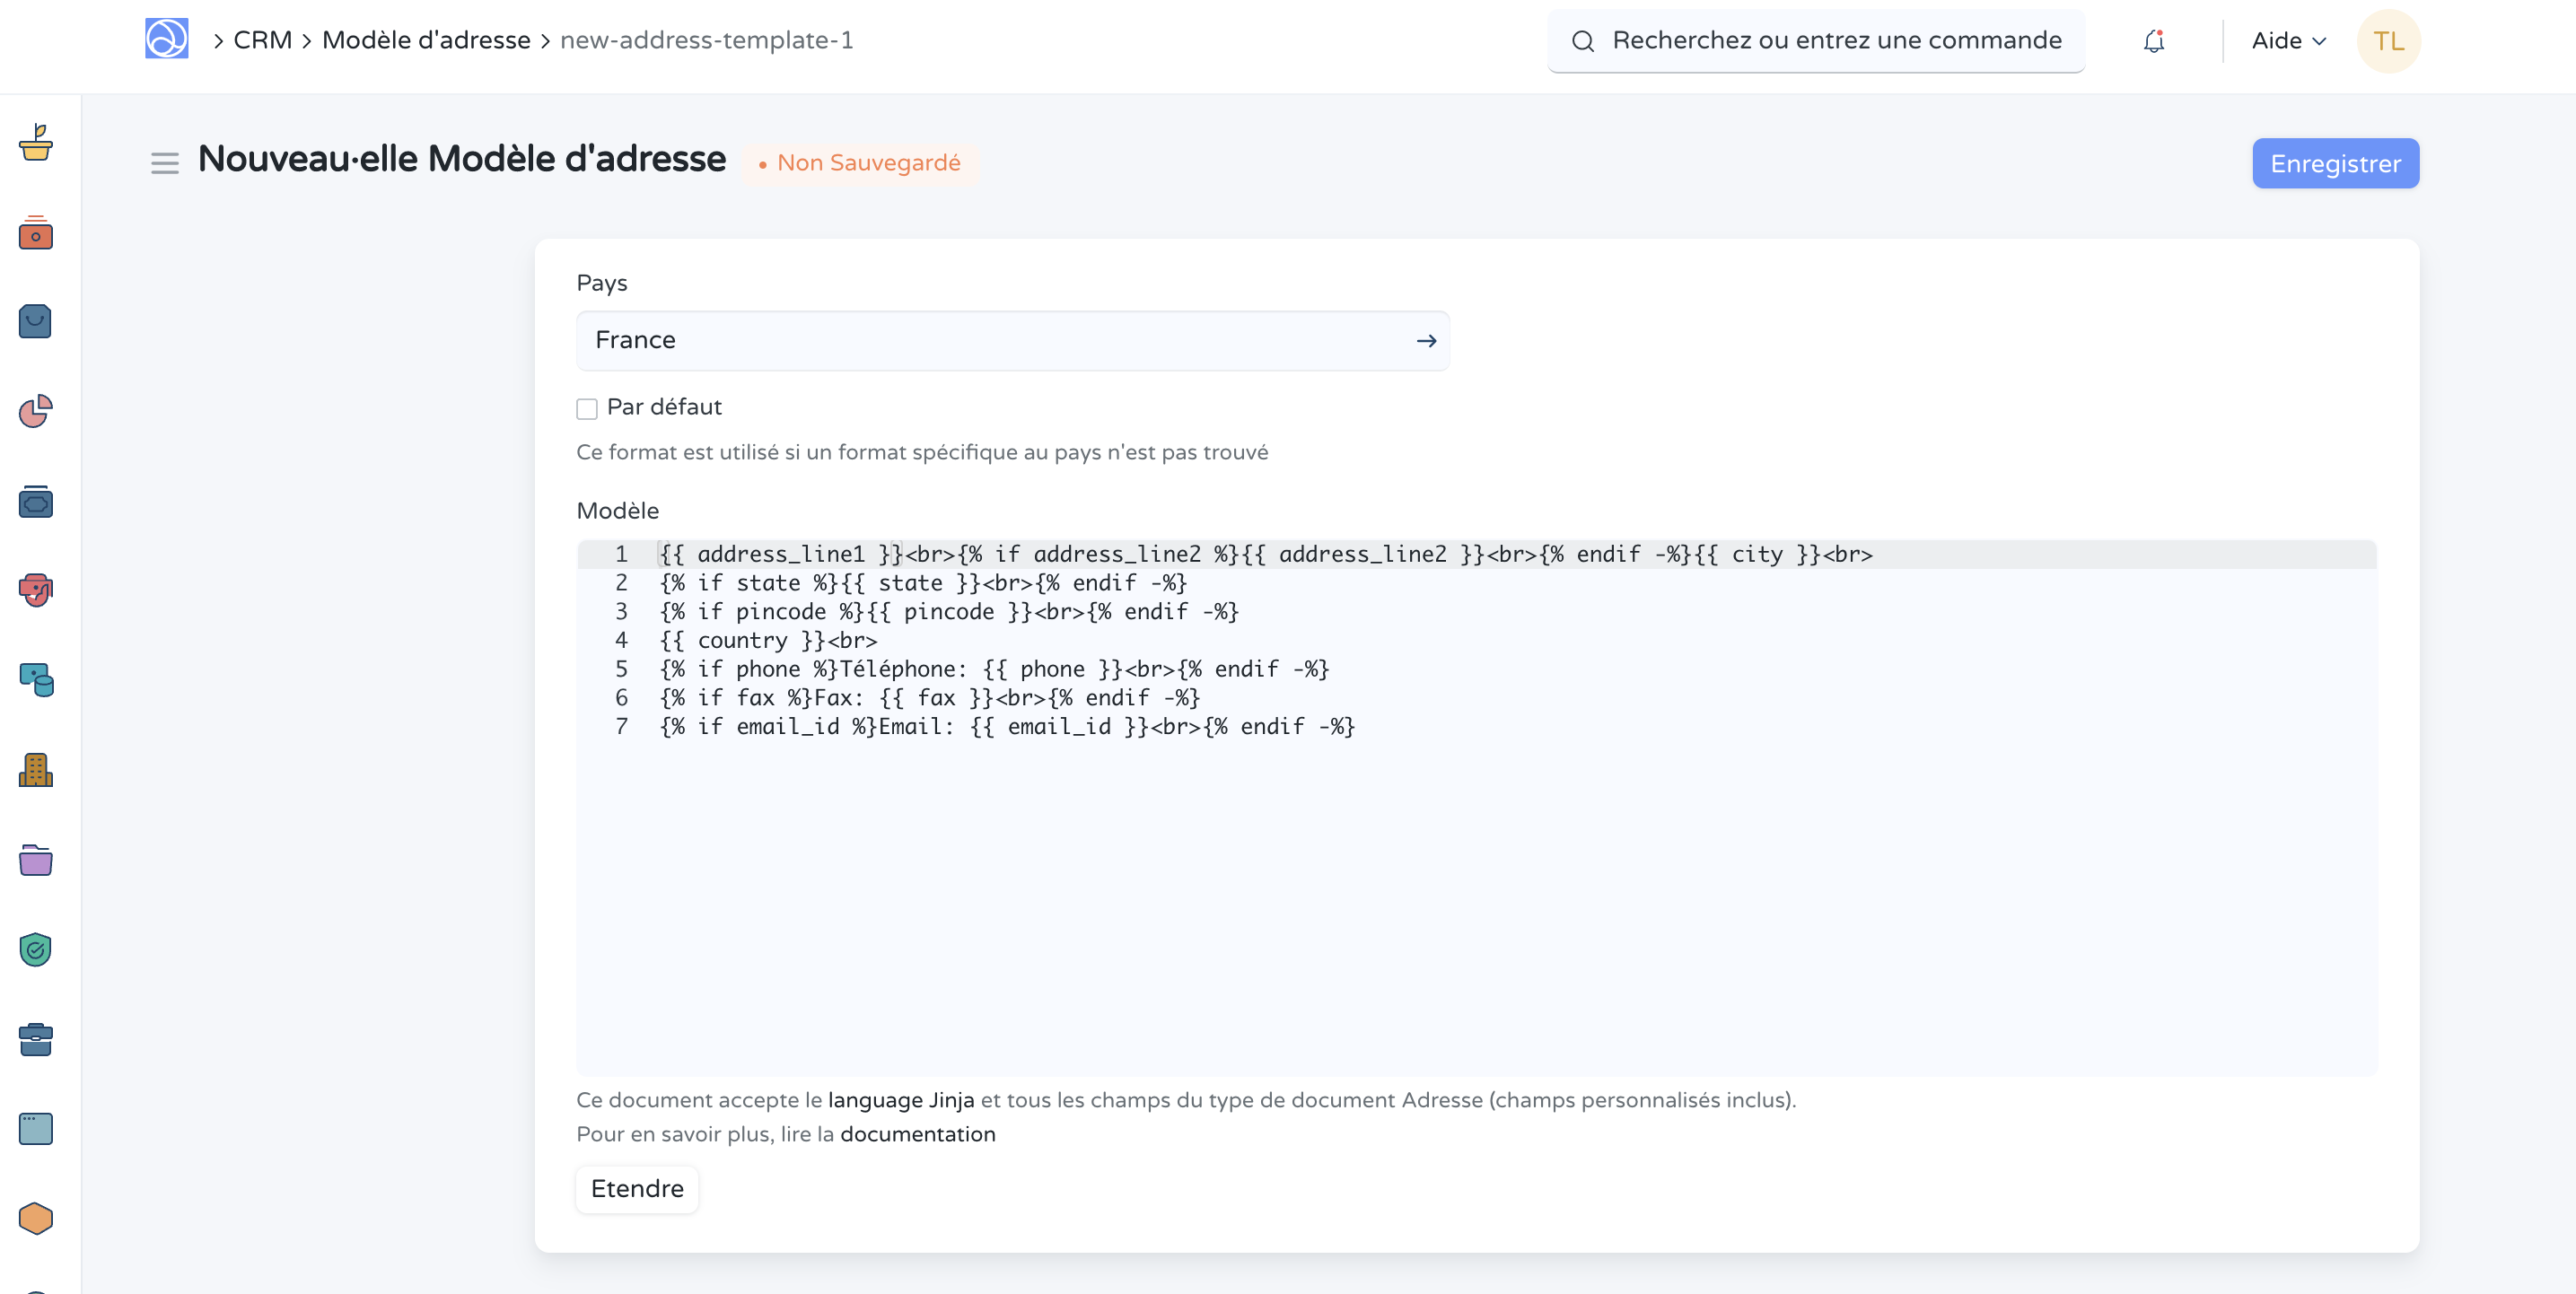 > CRM > Modèle d'adresse > new-address-template-1
Recherchez ou entrez une commande
Aide
TL
Nouveau·elle Modèle d'adresse
• Non Sauvegardé
Enregistrer
Pays
France
Par défaut
Ce format est utilisé si un format spécifique au pays n'est pas trouvé
Modèle
1 {{ address_line1 }}<br>{% if address_line2 %}{{ address_line2 }}<br>{% endif -%}{{ city }}<br>
2 {% if state %}{{ state }}<br>{% endif -%}
3 {% if pincode %}{{ pincode }}<br>{% endif -%}
4 {{ country }}<br>
5 {% if phone %}Téléphone: {{ phone }}<br>{% endif -%}
6 {% if fax %}Fax: {{ fax }}<br>{% endif -%}
7 {% if email_id %}Email: {{ email_id }}<br>{% endif -%}
Ce document accepte le language Jinja et tous les champs du type de document Adresse (champs personnalisés inclus).
Pour en savoir plus, lire la documentation
Etendre